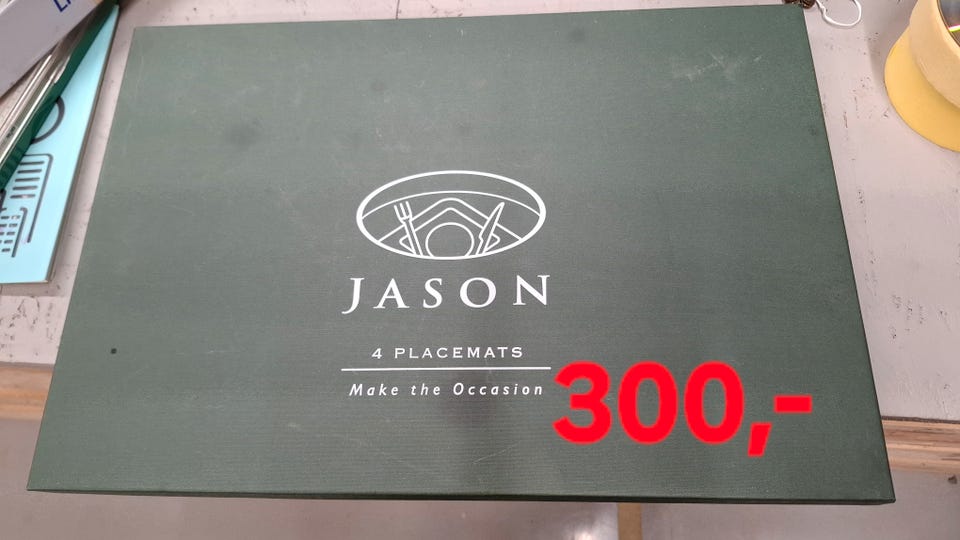 JASON
4 PLACEMATS
Make the Occasion
300,-